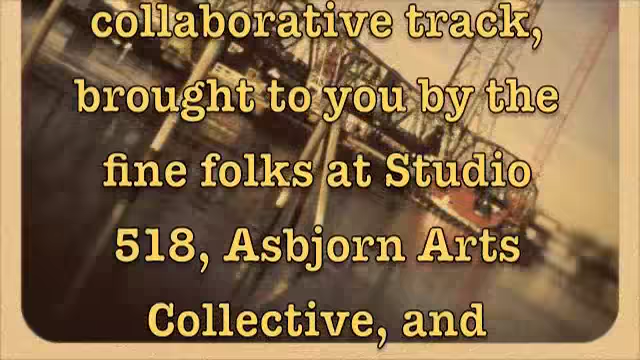 collaborative track,
brought to you by the
fine folks at Studio
518, Asbjorn Arts
Collective, and